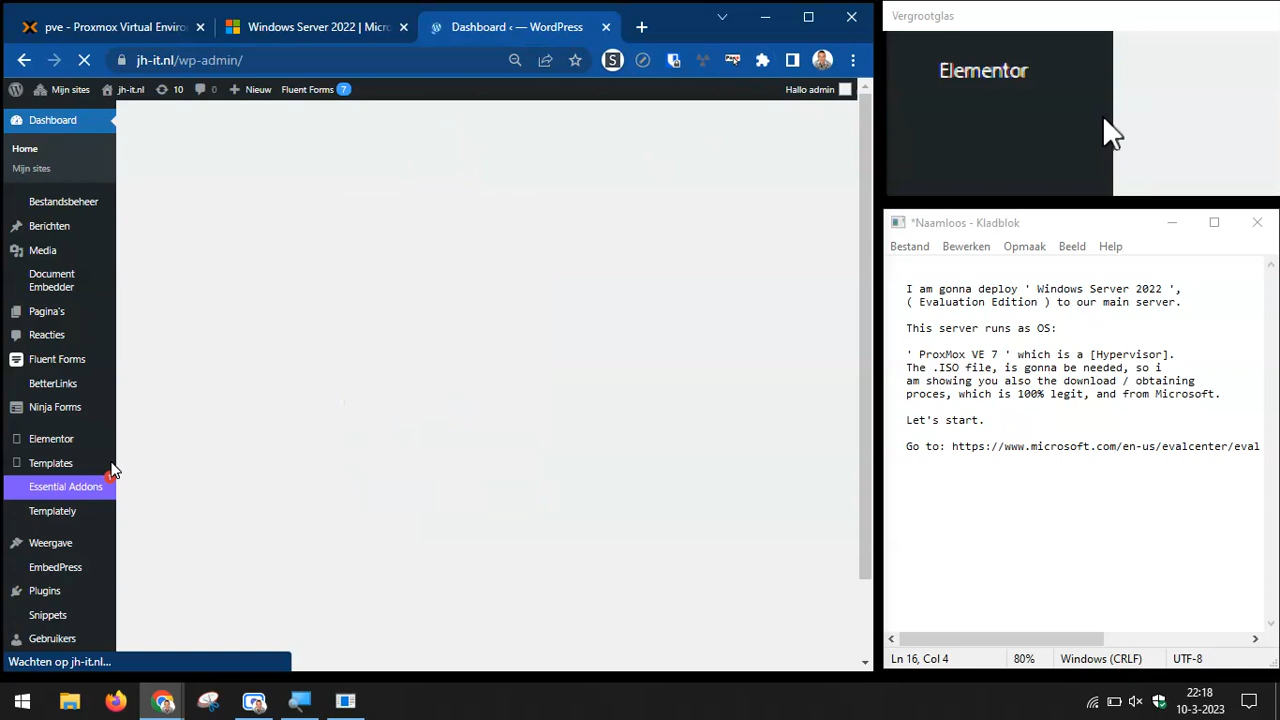 pve - Proxmox Virtual Enviro
Windows Server 2022 | Micro
Dashboard ‹ — WordPress
jh-it.nl/wp-admin/
Mijn sites
jh-it.nl
10
0
Nieuw
Fluent Forms 7
Hallo admin
Dashboard
Home
Mijn sites
Bestandsbeheer
Berichten
Media
Document
Embedder
Pagina's
Reacties
Fluent Forms
BetterLinks
Ninja Forms
Elementor
Templates
Essential Addons
Templately
Weergave
EmbedPress
Plugins
Snippets
Gebruikers
Wachten op jh-it.nl...
Vergrootglas
Elementor
*Naamloos - Kladblok
Bestand Bewerken Opmaak Beeld Help
I am gonna deploy ' Windows Server 2022 ',
( Evaluation Edition ) to our main server.
This server runs as OS:
' ProxMox VE 7 ' which is a [Hypervisor].
The .ISO file, is gonna be needed, so i
am showing you also the download / obtaining
proces, which is 100% legit, and from Microsoft.
Let's start.
Go to: https://www.microsoft.com/en-us/evalcenter/eval
Ln 16, Col 4
80%
Windows (CRLF)
UTF-8
22:18
10-3-2023